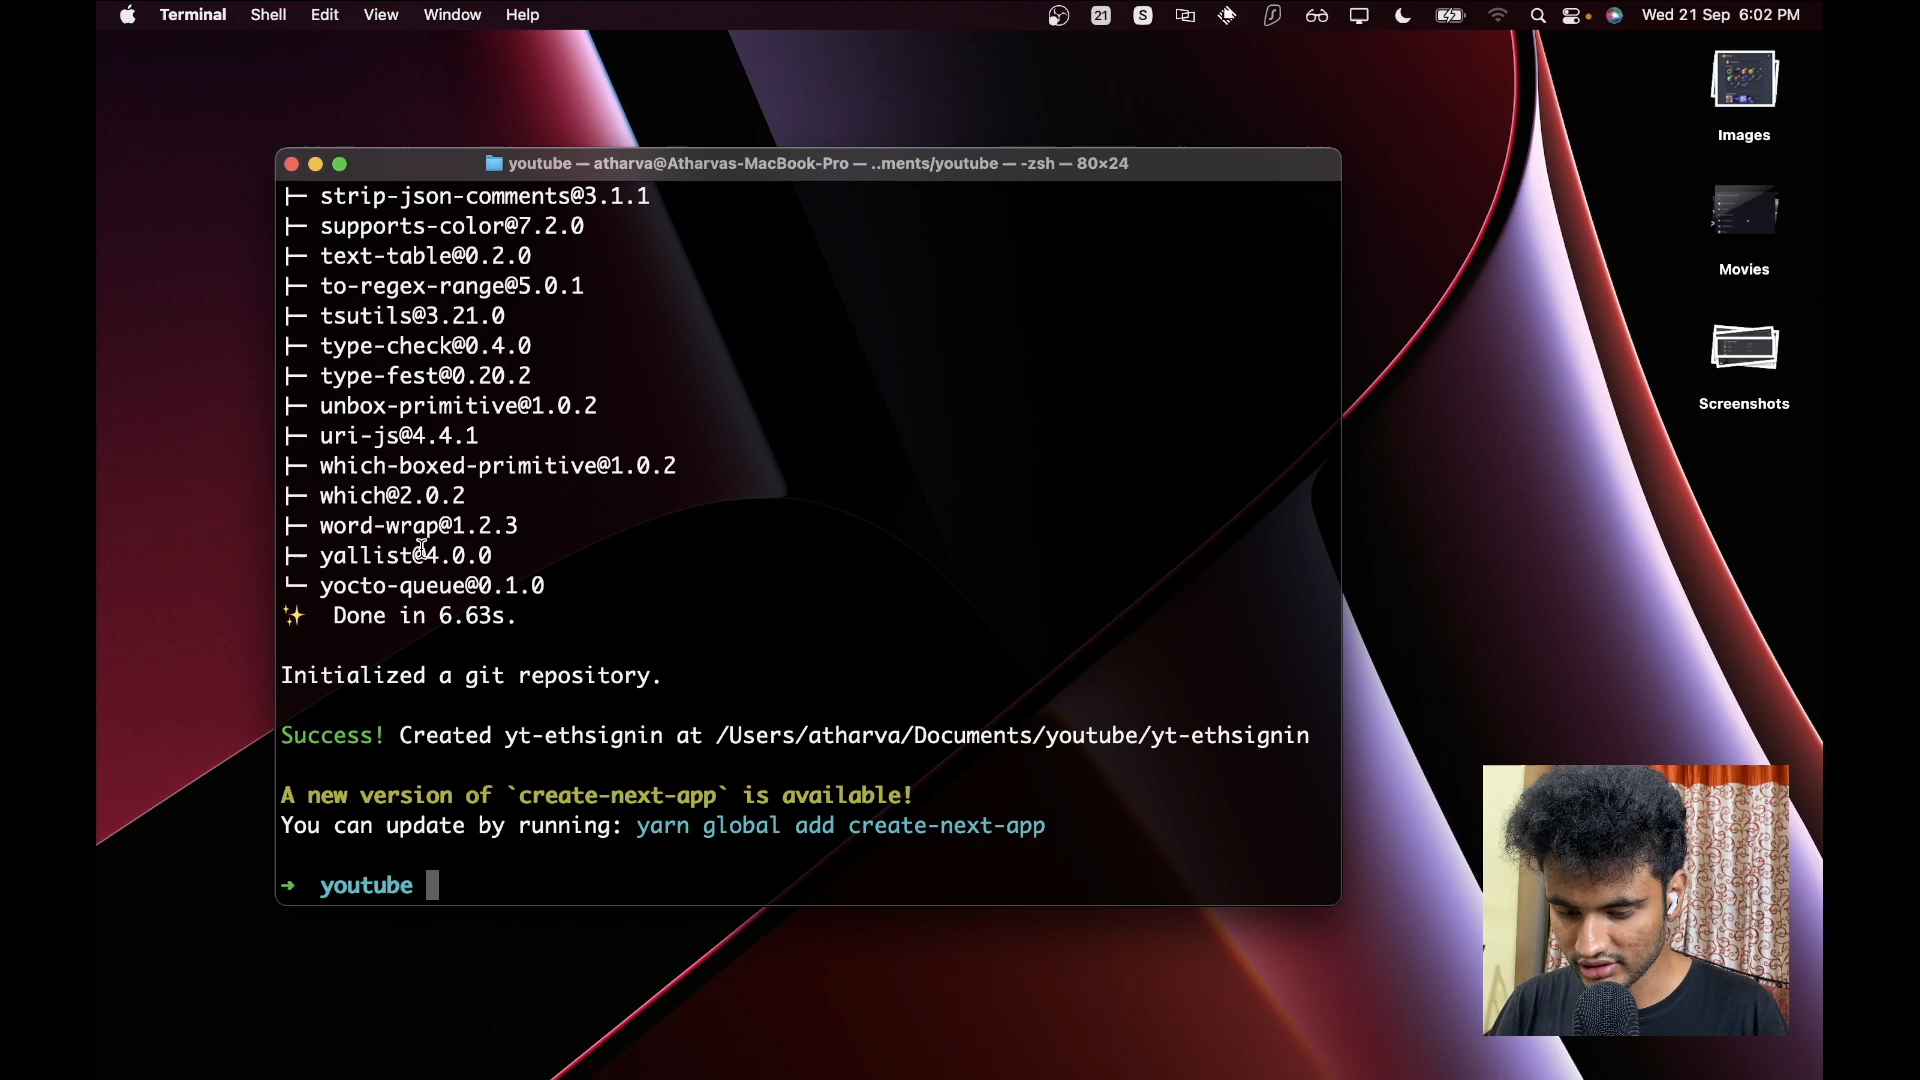 Terminal Shell Edit View Window Help 21 S Wed 21 Sep 6:02 PM
youtube — atharva@Atharvas-MacBook-Pro — ..ments/youtube — -zsh — 80×24
├─ strip-json-comments@3.1.1
├─ supports-color@7.2.0
├─ text-table@0.2.0
├─ to-regex-range@5.0.1
├─ tsutils@3.21.0
├─ type-check@0.4.0
├─ type-fest@0.20.2
├─ unbox-primitive@1.0.2
├─ uri-js@4.4.1
├─ which-boxed-primitive@1.0.2
├─ which@2.0.2
├─ word-wrap@1.2.3
├─ yallist@4.0.0
└─ yocto-queue@0.1.0
✨ Done in 6.63s.
Initialized a git repository.
Success! Created yt-ethsignin at /Users/atharva/Documents/youtube/yt-ethsignin
A new version of `create-next-app` is available!
You can update by running: yarn global add create-next-app
➜ youtube
Images
Movies
Screenshots